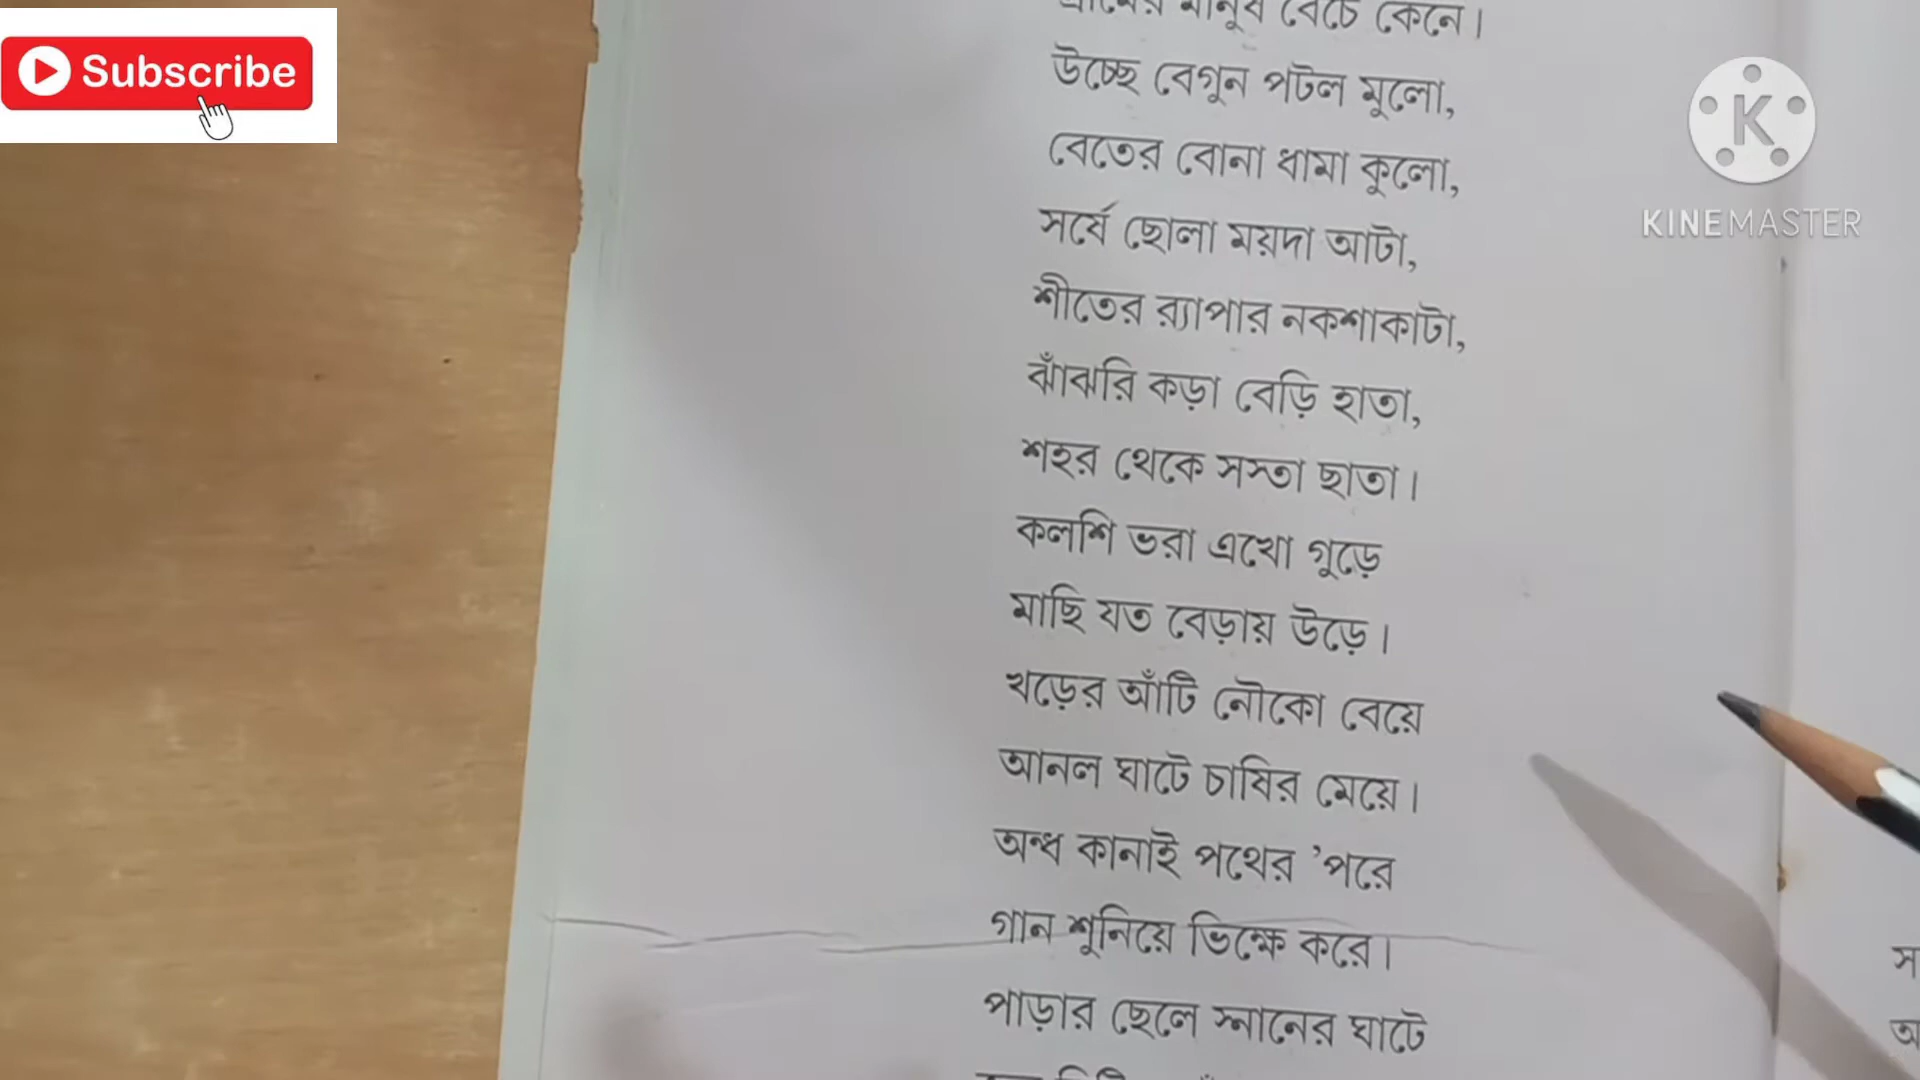 Subscribe
K
KINEMASTER
মানুষ বেচে কেনে।
উচ্ছে বেগুন পটল মুলো,
বেতের বোনা ধামা কুলো,
সর্ষে ছোলা ময়দা আটা,
শীতের র‍্যাপার নকশাকাটা,
ঝাঁঝরি কড়া বেড়ি হাতা,
শহর থেকে সস্তা ছাতা।
কলশি ভরা এখো গুড়ে
মাছি যত বেড়ায় উড়ে।
খড়ের আঁটি নৌকো বেয়ে
আনল ঘাটে চাষির মেয়ে।
অন্ধ কানাই পথের ’পরে
গান শুনিয়ে ভিক্ষে করে।
পাড়ার ছেলে স্নানের ঘাটে
স
অ